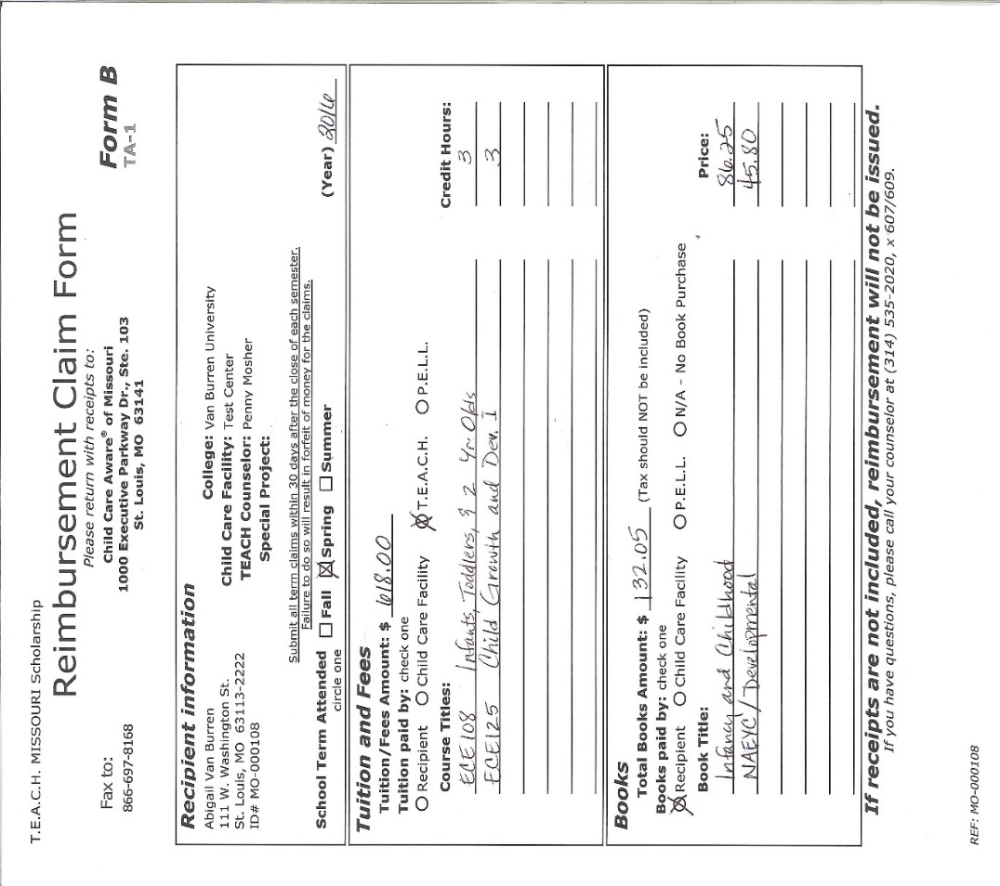 T.E.A.C.H. MISSOURI Scholarship
Reimbursement Claim Form
Form B
TA-1
Fax to:
866-697-8168
Please return with receipts to:
Child Care Aware® of Missouri
1000 Executive Parkway Dr., Ste. 103
St. Louis, MO 63141
Recipient information
Abigail Van Burren
111 W. Washington St.
St. Louis, MO 63113-2222
ID# MO-000108
College: Van Burren University
Child Care Facility: Test Center
TEACH Counselor: Penny Mosher
Special Project:
Submit all term claims within 30 days after the close of each semester.
Failure to do so will result in forfeit of money for the claims.
School Term Attended Fall Spring Summer (Year) 2016
circle one
Tuition and Fees
Tuition/Fees Amount: $ 618.00
Tuition paid by: check one
Recipient Child Care Facility T.E.A.C.H. P.E.L.L.
Course Titles: Credit Hours:
ECE 108 Infants, Toddlers, & 2 Yr Olds 3
ECE125 Child Growth and Dev. I 3
Books
Total Books Amount: $ 132.05 (Tax should NOT be included)
Books paid by: check one
Recipient Child Care Facility P.E.L.L. N/A - No Book Purchase
Book Title: Price:
Infancy and Childhood 86.25
NAEYC / Developmental 45.80
If receipts are not included, reimbursement will not be issued.
If you have questions, please call your counselor at (314) 535-2020, x 607/609.
REF: MO-000108